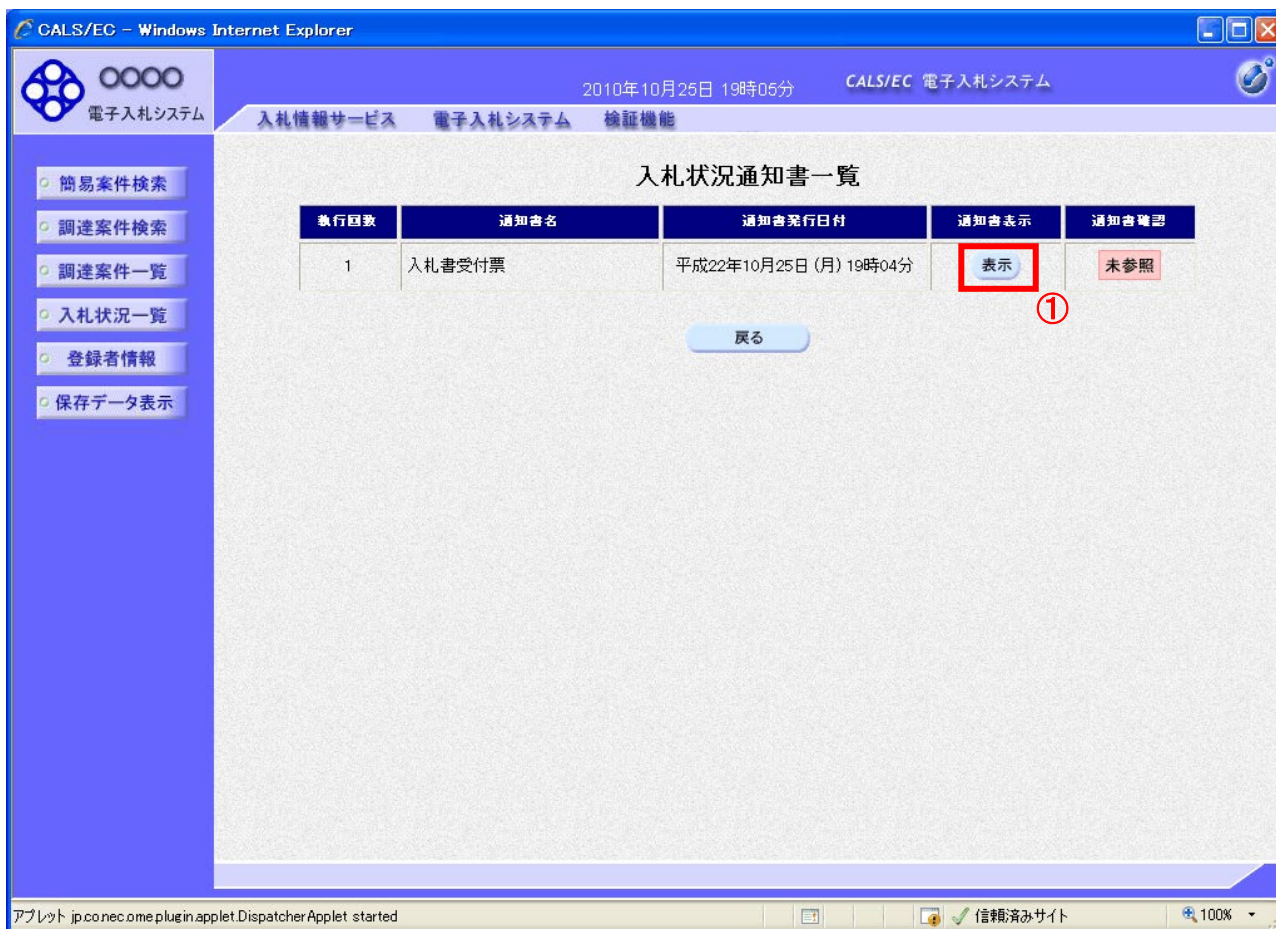 CALS/EC - Windows Internet Explorer
○○○○
電子入札システム
2010年10月25日 19時05分
CALS/EC 電子入札システム
入札情報サービス 電子入札システム 検証機能
簡易案件検索
調達案件検索
調達案件一覧
入札状況一覧
登録者情報
保存データ表示
入札状況通知書一覧
執行回数 通知書名 通知書発行日付 通知書表示 通知書確認
1 入札書受付票 平成22年10月25日(月) 19時04分 表示 未参照
①
戻る
アプレット jp.co.nec.ome.plugin.applet.DispatcherApplet started
信頼済みサイト
100%